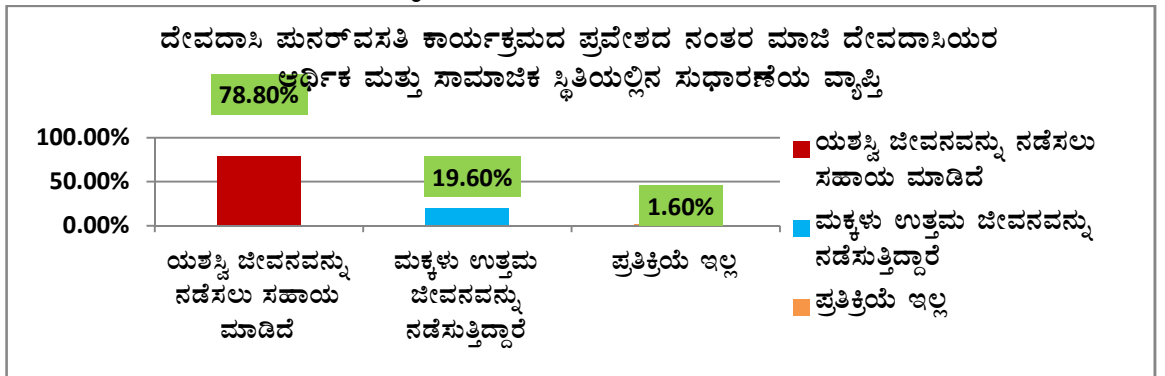 ದೇವದಾಸಿ ಪುನರ್‌ವಸತಿ ಕಾರ್ಯಕ್ರಮದ ಪ್ರವೇಶದ ನಂತರ ಮಾಜಿ ದೇವದಾಸಿಯರ
ಆರ್ಥಿಕ ಮತ್ತು ಸಾಮಾಜಿಕ ಸ್ಥಿತಿಯಲ್ಲಿನ ಸುಧಾರಣೆಯ ವ್ಯಾಪ್ತಿ
78.80%
100.00%
50.00%
0.00%
19.60%
1.60%
ಯಶಸ್ವಿ ಜೀವನವನ್ನು
ನಡೆಸಲು ಸಹಾಯ
ಮಾಡಿದೆ
ಮಕ್ಕಳು ಉತ್ತಮ
ಜೀವನವನ್ನು
ನಡೆಸುತ್ತಿದ್ದಾರೆ
ಪ್ರತಿಕ್ರಿಯೆ ಇಲ್ಲ
ಯಶಸ್ವಿ ಜೀವನವನ್ನು ನಡೆಸಲು
ಸಹಾಯ ಮಾಡಿದೆ
ಮಕ್ಕಳು ಉತ್ತಮ ಜೀವನವನ್ನು
ನಡೆಸುತ್ತಿದ್ದಾರೆ
ಪ್ರತಿಕ್ರಿಯೆ ಇಲ್ಲ